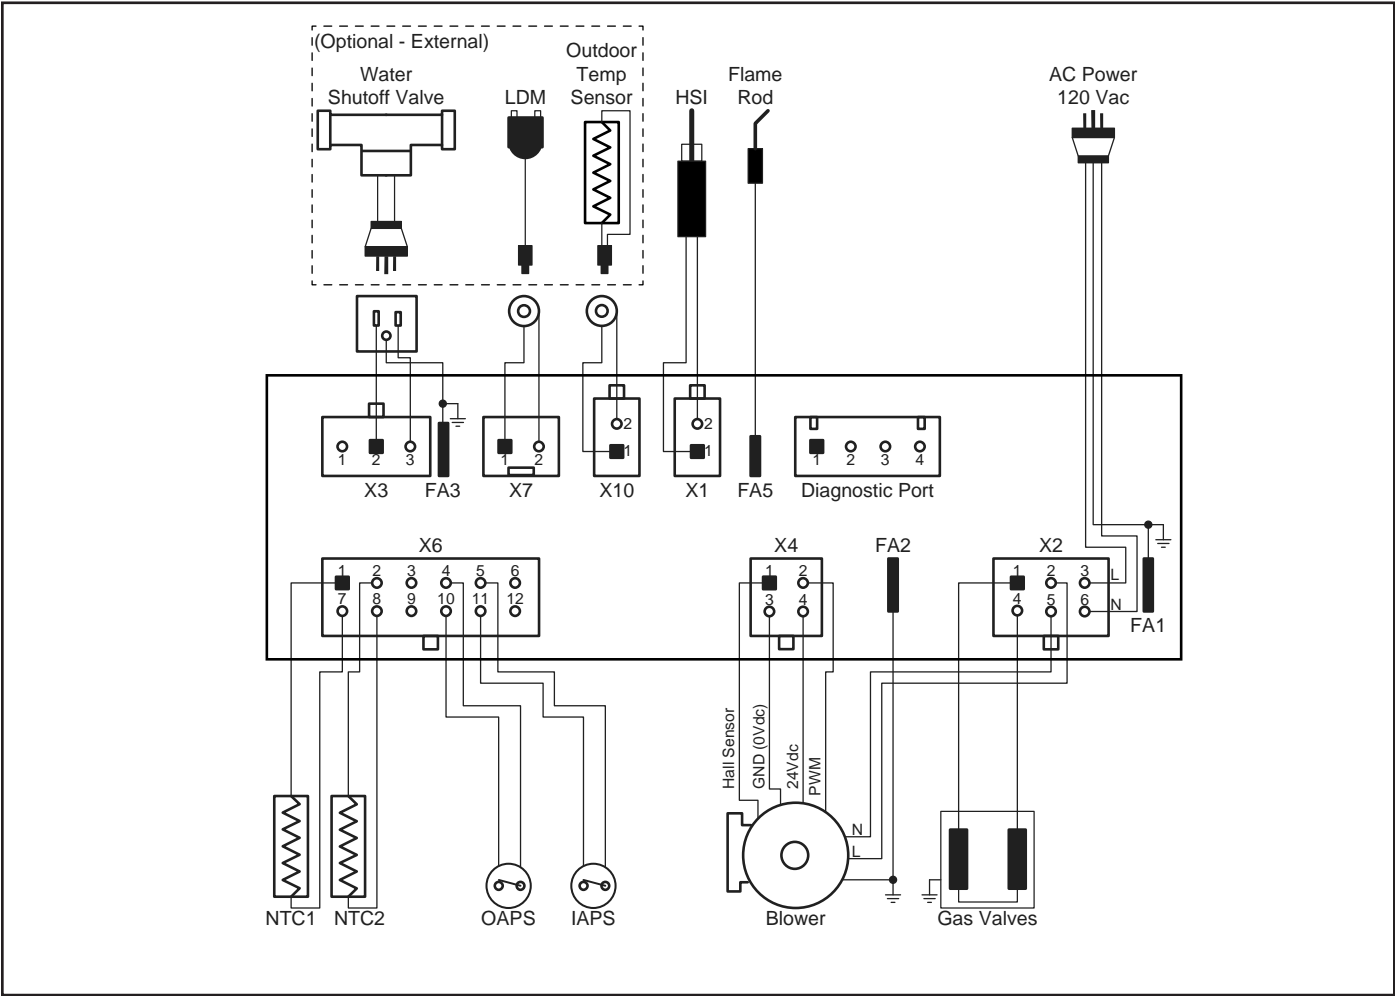 (Optional - External)
Water
Shutoff Valve
LDM
Outdoor
Temp
Sensor
HSI
Flame
Rod
AC Power
120 Vac
1 2 3
X3
FA3
1 2
X7
2
1
X10
2
1
X1
FA5
1 2 3 4
Diagnostic Port
X6
1 2 3 4 5 6
7 8 9 10 11 12
X4
1 2
3 4
FA2
X2
1 2 3
4 5 6
L
N
FA1
Hall Sensor
GND (0Vdc)
24Vdc
PWM
N
L
NTC1
NTC2
OAPS
IAPS
Blower
Gas Valves